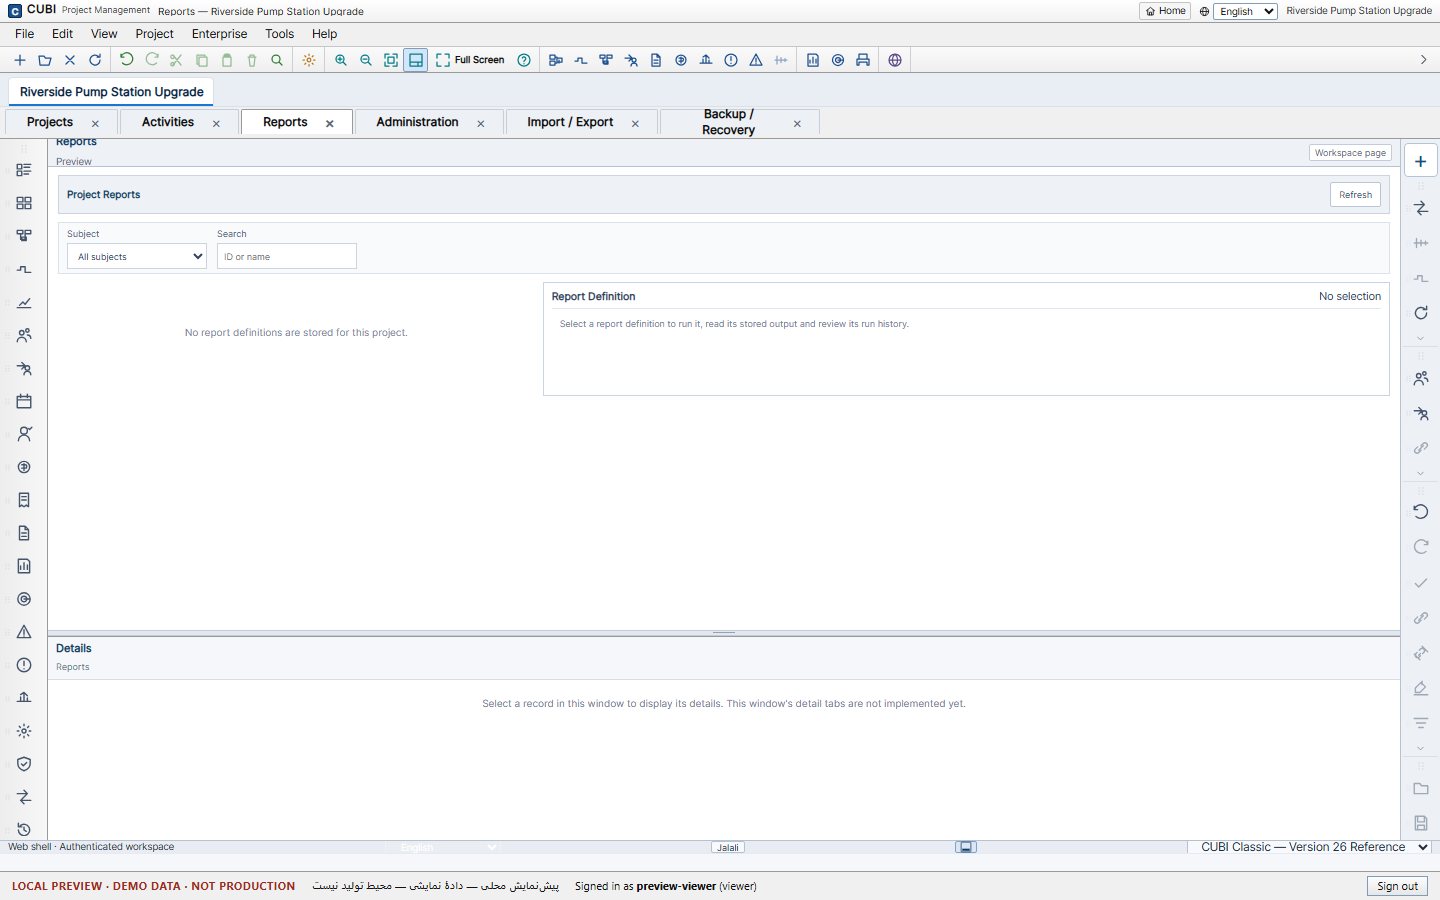 CUBI Project Management Reports — Riverside Pump Station Upgrade Home English Riverside Pump Station Upgrade
File Edit View Project Enterprise Tools Help
Full Screen
Riverside Pump Station Upgrade
Projects Activities Reports Administration Import / Export Backup / Recovery
Reports
Preview
Workspace page
Project Reports
Refresh
Subject Search
All subjects ID or name
No report definitions are stored for this project.
Report Definition No selection
Select a report definition to run it, read its stored output and review its run history.
Details
Reports
Select a record in this window to display its details. This window's detail tabs are not implemented yet.
Web shell · Authenticated workspace English Jalali CUBI Classic — Version 26 Reference
LOCAL PREVIEW · DEMO DATA · NOT PRODUCTION پیش‌نمایش محلی — دادهٔ نمایشی — محیط تولید نیست Signed in as preview-viewer (viewer) Sign out